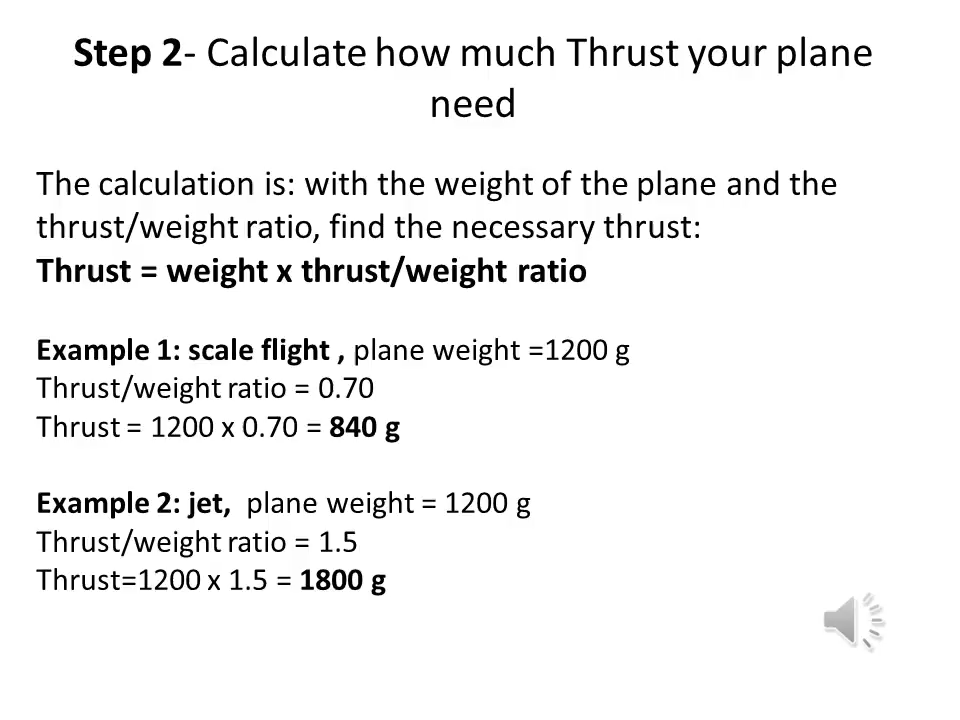 Step 2- Calculate how much Thrust your plane
need
The calculation is: with the weight of the plane and the
thrust/weight ratio, find the necessary thrust:
Thrust = weight x thrust/weight ratio
Example 1: scale flight , plane weight =1200 g
Thrust/weight ratio = 0.70
Thrust = 1200 x 0.70 = 840 g
Example 2: jet,  plane weight = 1200 g
Thrust/weight ratio = 1.5
Thrust=1200 x 1.5 = 1800 g